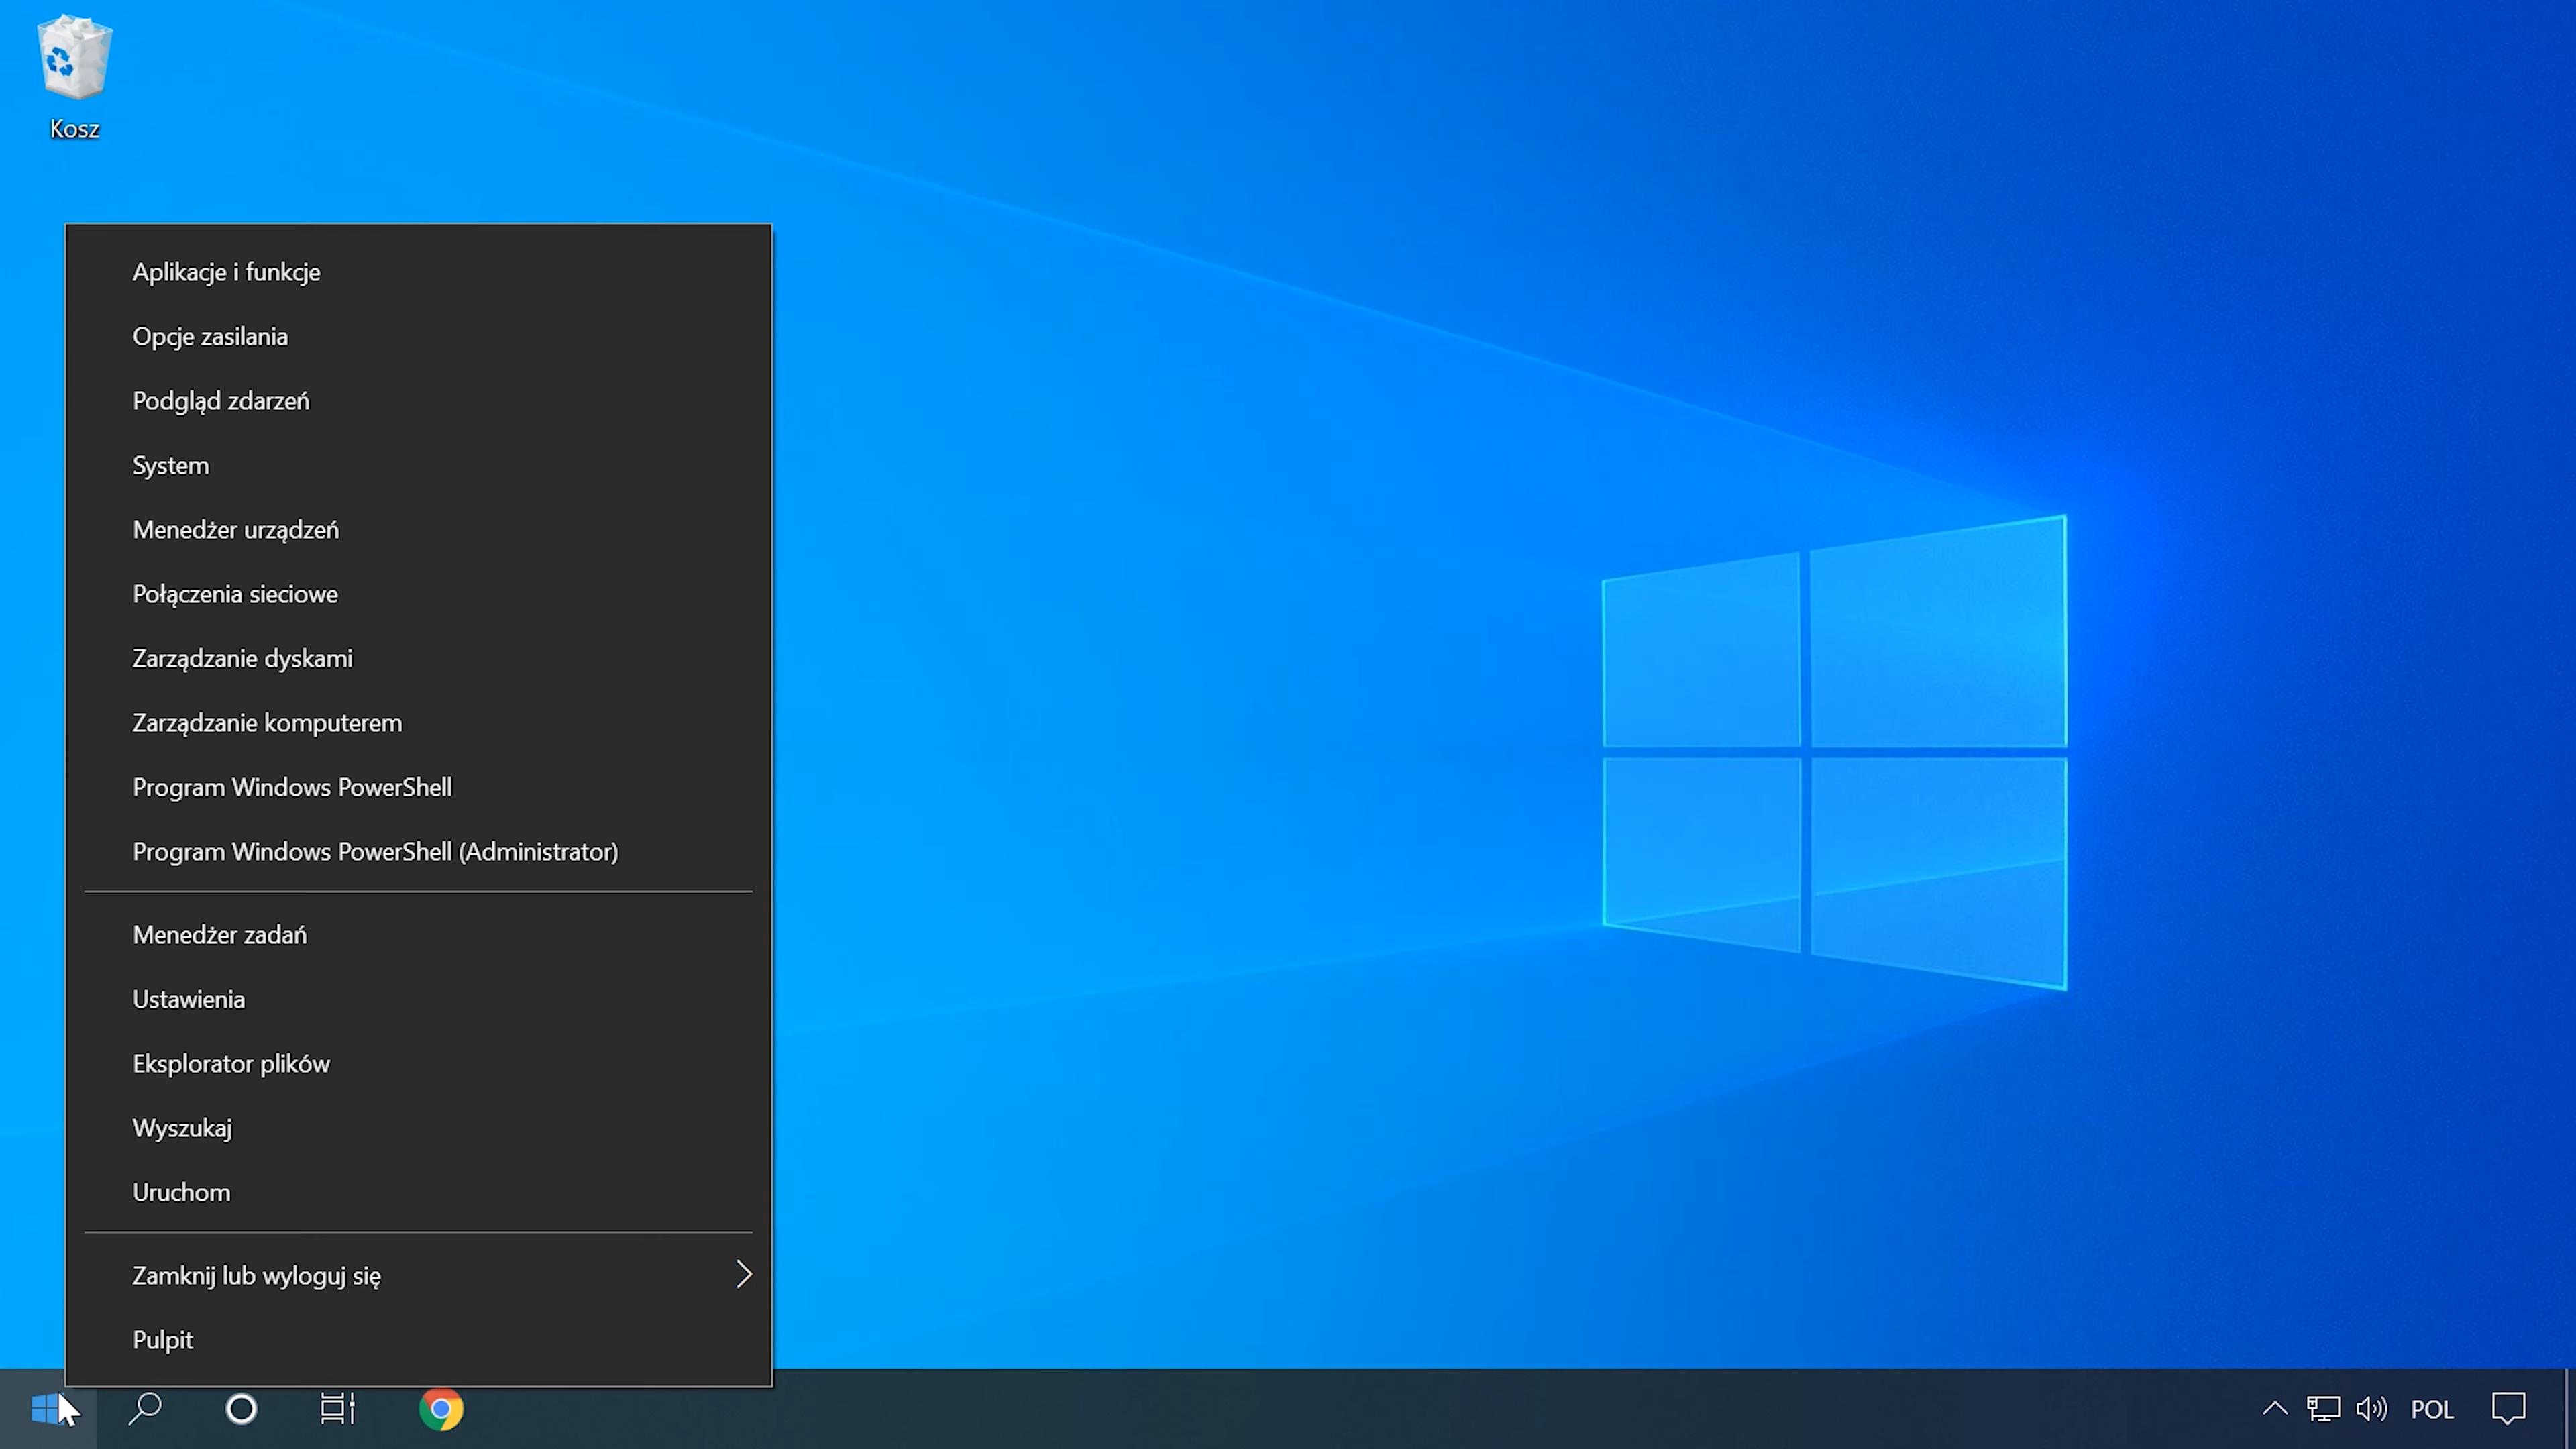 Kosz
Aplikacje i funkcje
Opcje zasilania
Podgląd zdarzeń
System
Menedżer urządzeń
Połączenia sieciowe
Zarządzanie dyskami
Zarządzanie komputerem
Program Windows PowerShell
Program Windows PowerShell (Administrator)
Menedżer zadań
Ustawienia
Eksplorator plików
Wyszukaj
Uruchom
Zamknij lub wyloguj się
Pulpit
POL